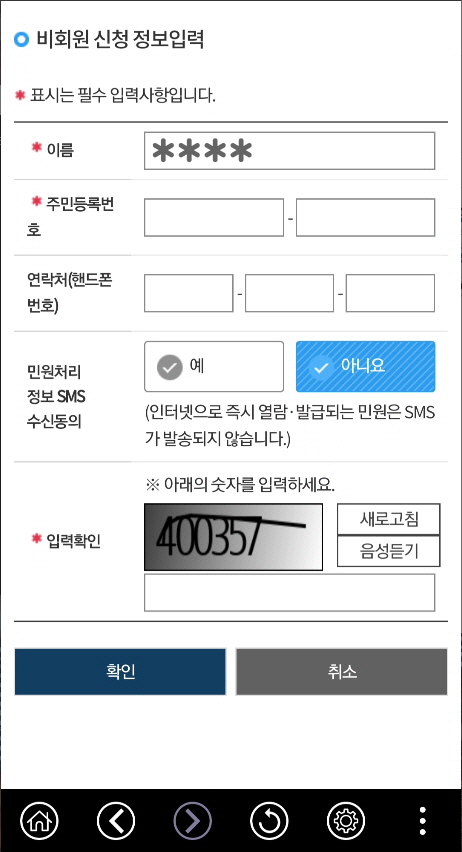 비회원 신청 정보입력
* 표시는 필수 입력사항입니다.
* 이름
****
* 주민등록번
호
-
연락처(핸드폰
번호)
- -
민원처리
정보 SMS
수신동의
예
아니요
(인터넷으로 즉시 열람·발급되는 민원은 SMS
가 발송되지 않습니다.)
* 입력확인
※ 아래의 숫자를 입력하세요.
400357
새로고침
음성듣기
확인
취소